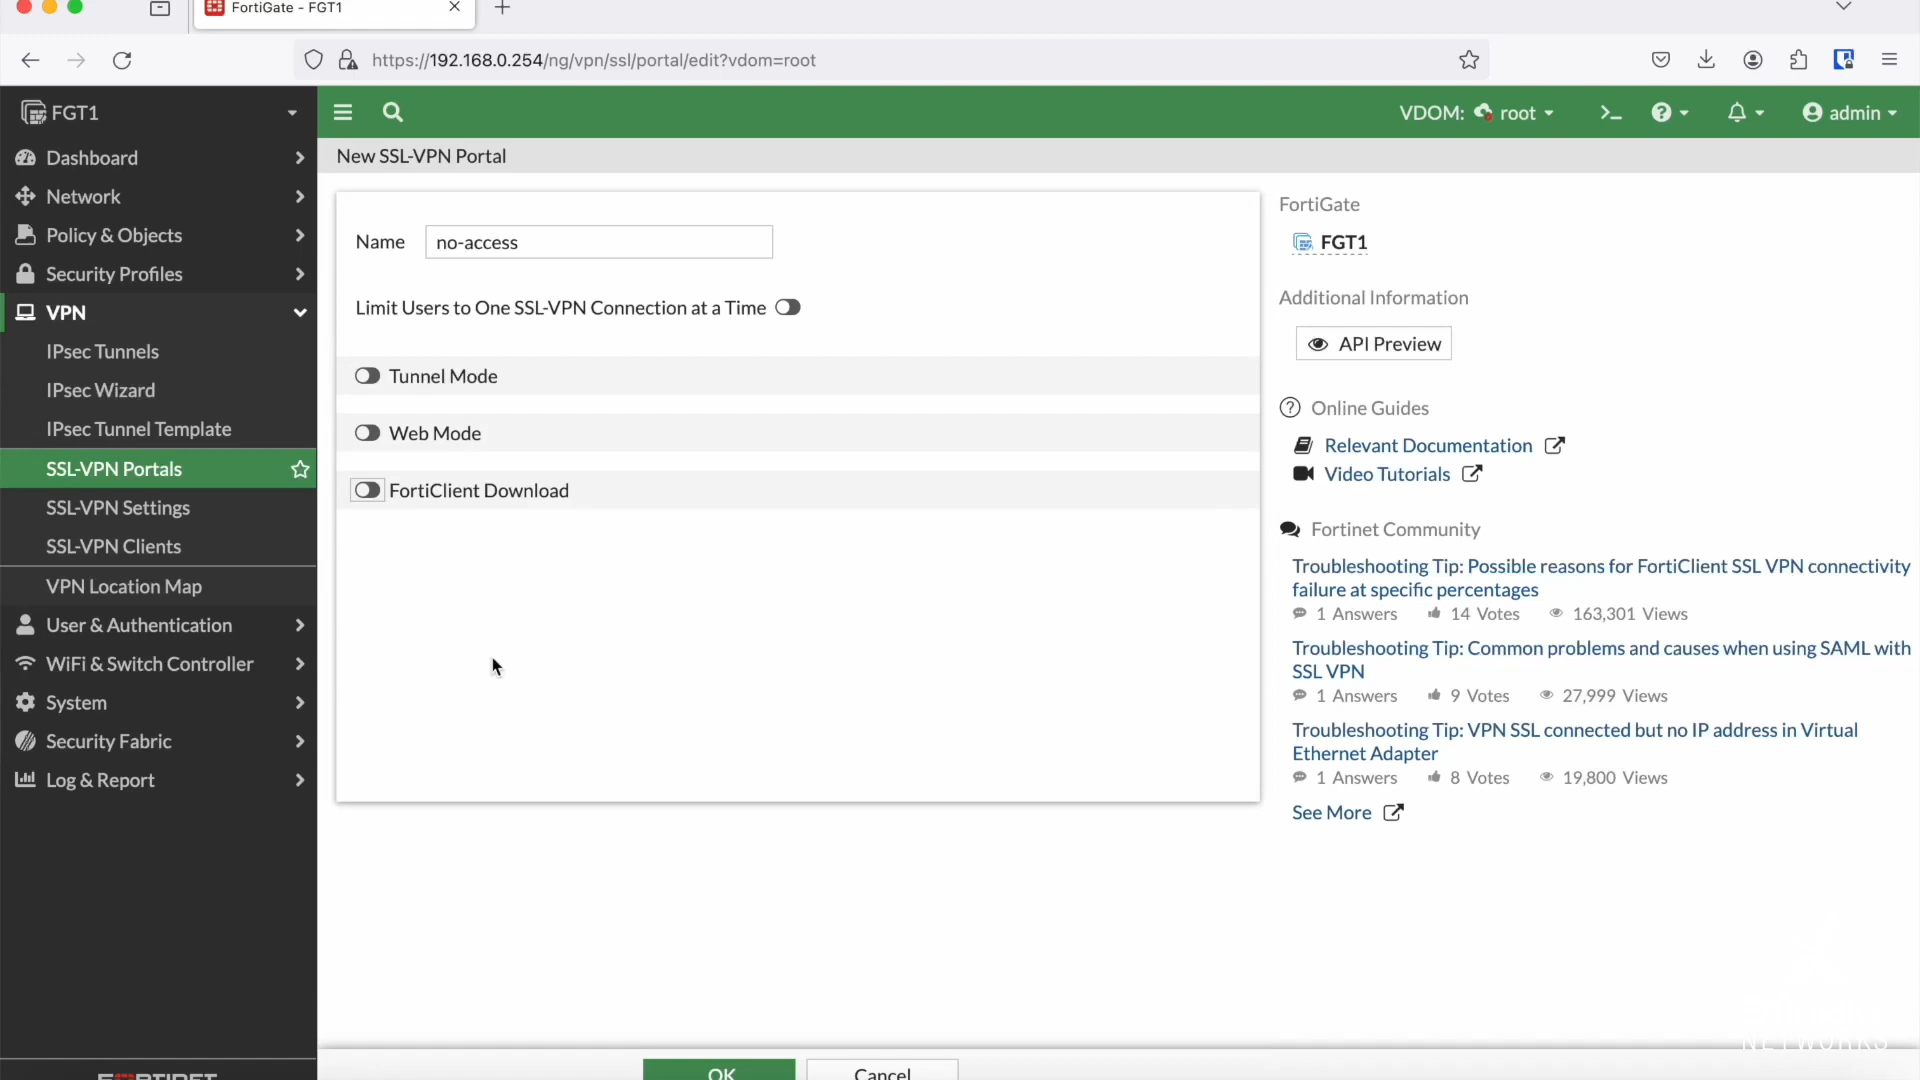 FortiGate - FGT1
https://192.168.0.254/ng/vpn/ssl/portal/edit?vdom=root
FGT1
VDOM: root
admin
Dashboard
Network
Policy & Objects
Security Profiles
VPN
IPsec Tunnels
IPsec Wizard
IPsec Tunnel Template
SSL-VPN Portals
SSL-VPN Settings
SSL-VPN Clients
VPN Location Map
User & Authentication
WiFi & Switch Controller
System
Security Fabric
Log & Report
FORTINET
New SSL-VPN Portal
Name no-access
Limit Users to One SSL-VPN Connection at a Time
Tunnel Mode
Web Mode
FortiClient Download
OK Cancel
FortiGate
FGT1
Additional Information
API Preview
Online Guides
Relevant Documentation
Video Tutorials
Fortinet Community
Troubleshooting Tip: Possible reasons for FortiClient SSL VPN connectivity
failure at specific percentages
1 Answers 14 Votes 163,301 Views
Troubleshooting Tip: Common problems and causes when using SAML with
SSL VPN
1 Answers 9 Votes 27,999 Views
Troubleshooting Tip: VPN SSL connected but no IP address in Virtual
Ethernet Adapter
1 Answers 8 Votes 19,800 Views
See More
NETWORKS